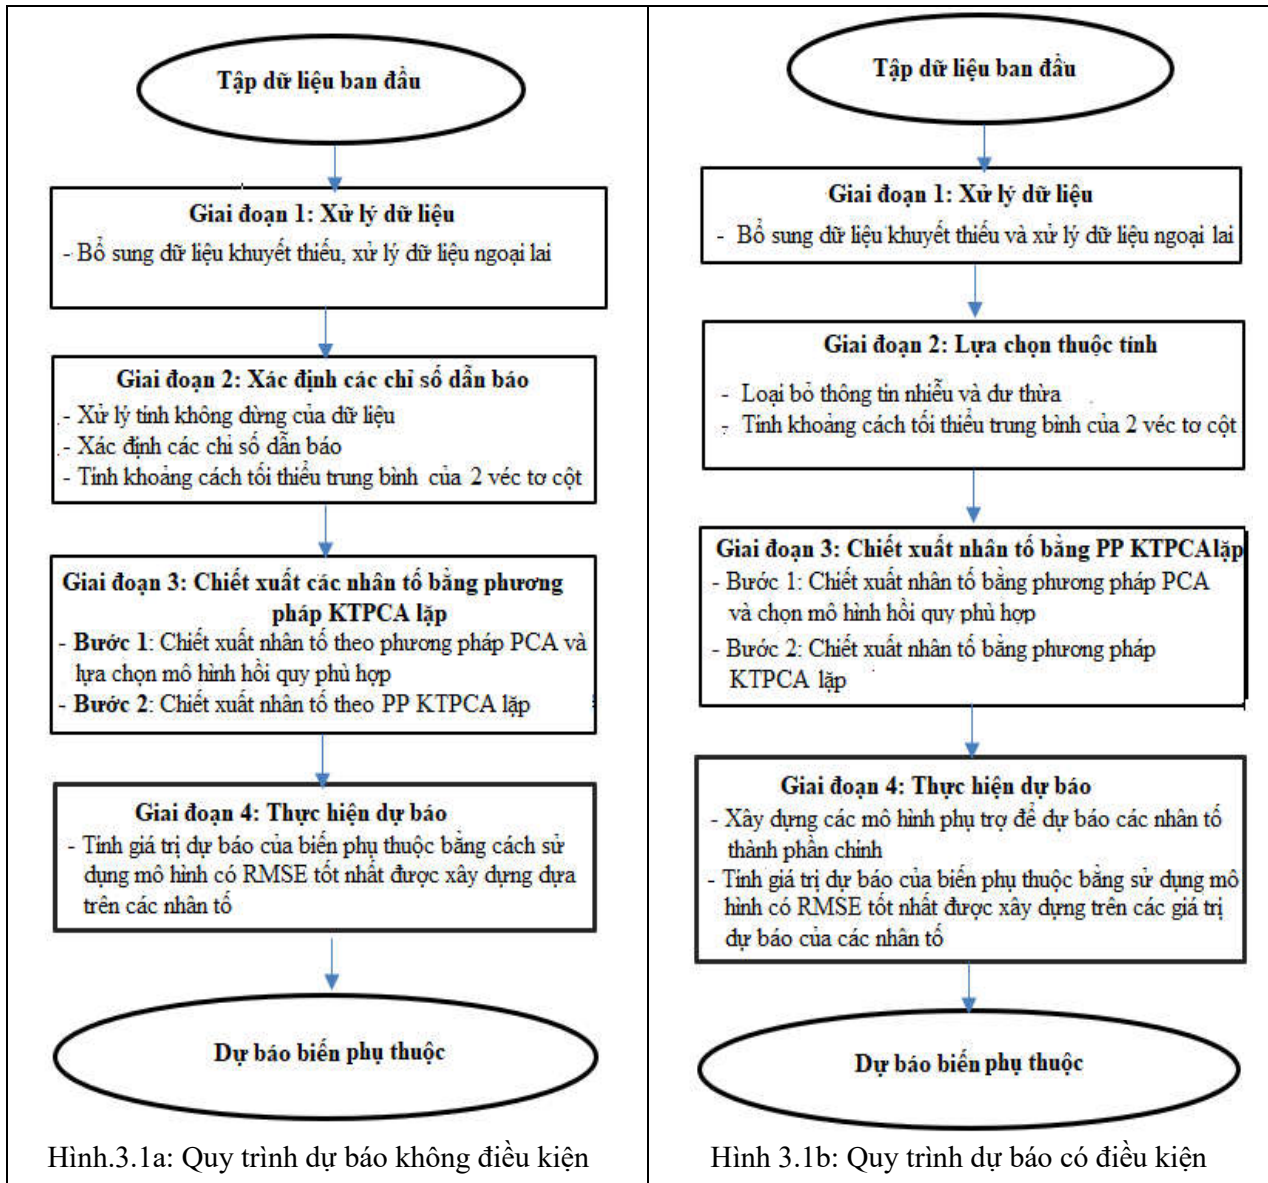 Tập dữ liệu ban đầu
Giai đoạn 1: Xử lý dữ liệu
- Bổ sung dữ liệu khuyết thiếu, xử lý dữ liệu ngoại lai
Giai đoạn 2: Xác định các chỉ số dẫn báo
- Xử lý tính không dừng của dữ liệu
- Xác định các chỉ số dẫn báo
- Tính khoảng cách tối thiểu trung bình của 2 véc tơ cột
Giai đoạn 3: Chiết xuất các nhân tố bằng phương
pháp KTPCA lặp
- Bước 1: Chiết xuất nhân tố theo phương pháp PCA và
lựa chọn mô hình hồi quy phù hợp
- Bước 2: Chiết xuất nhân tố theo PP KTPCA lặp
Giai đoạn 4: Thực hiện dự báo
- Tính giá trị dự báo của biến phụ thuộc bằng cách sử
dụng mô hình có RMSE tốt nhất được xây dựng dựa
trên các nhân tố
Dự báo biến phụ thuộc
Hình.3.1a: Quy trình dự báo không điều kiện
Tập dữ liệu ban đầu
Giai đoạn 1: Xử lý dữ liệu
- Bổ sung dữ liệu khuyết thiếu và xử lý dữ liệu ngoại lai
Giai đoạn 2: Lựa chọn thuộc tính
- Loại bỏ thông tin nhiễu và dư thừa
- Tính khoảng cách tối thiểu trung bình của 2 véc tơ cột
Giai đoạn 3: Chiết xuất nhân tố bằng PP KTPCA lặp
- Bước 1: Chiết xuất nhân tố bằng phương pháp PCA
và chọn mô hình hồi quy phù hợp
- Bước 2: Chiết xuất nhân tố bằng phương pháp
KTPCA lặp
Giai đoạn 4: Thực hiện dự báo
- Xây dựng các mô hình phụ trợ để dự báo các nhân tố
thành phần chính
- Tính giá trị dự báo của biến phụ thuộc bằng sử dụng mô
hình có RMSE tốt nhất được xây dựng trên các giá trị
dự báo của các nhân tố
Dự báo biến phụ thuộc
Hình 3.1b: Quy trình dự báo có điều kiện